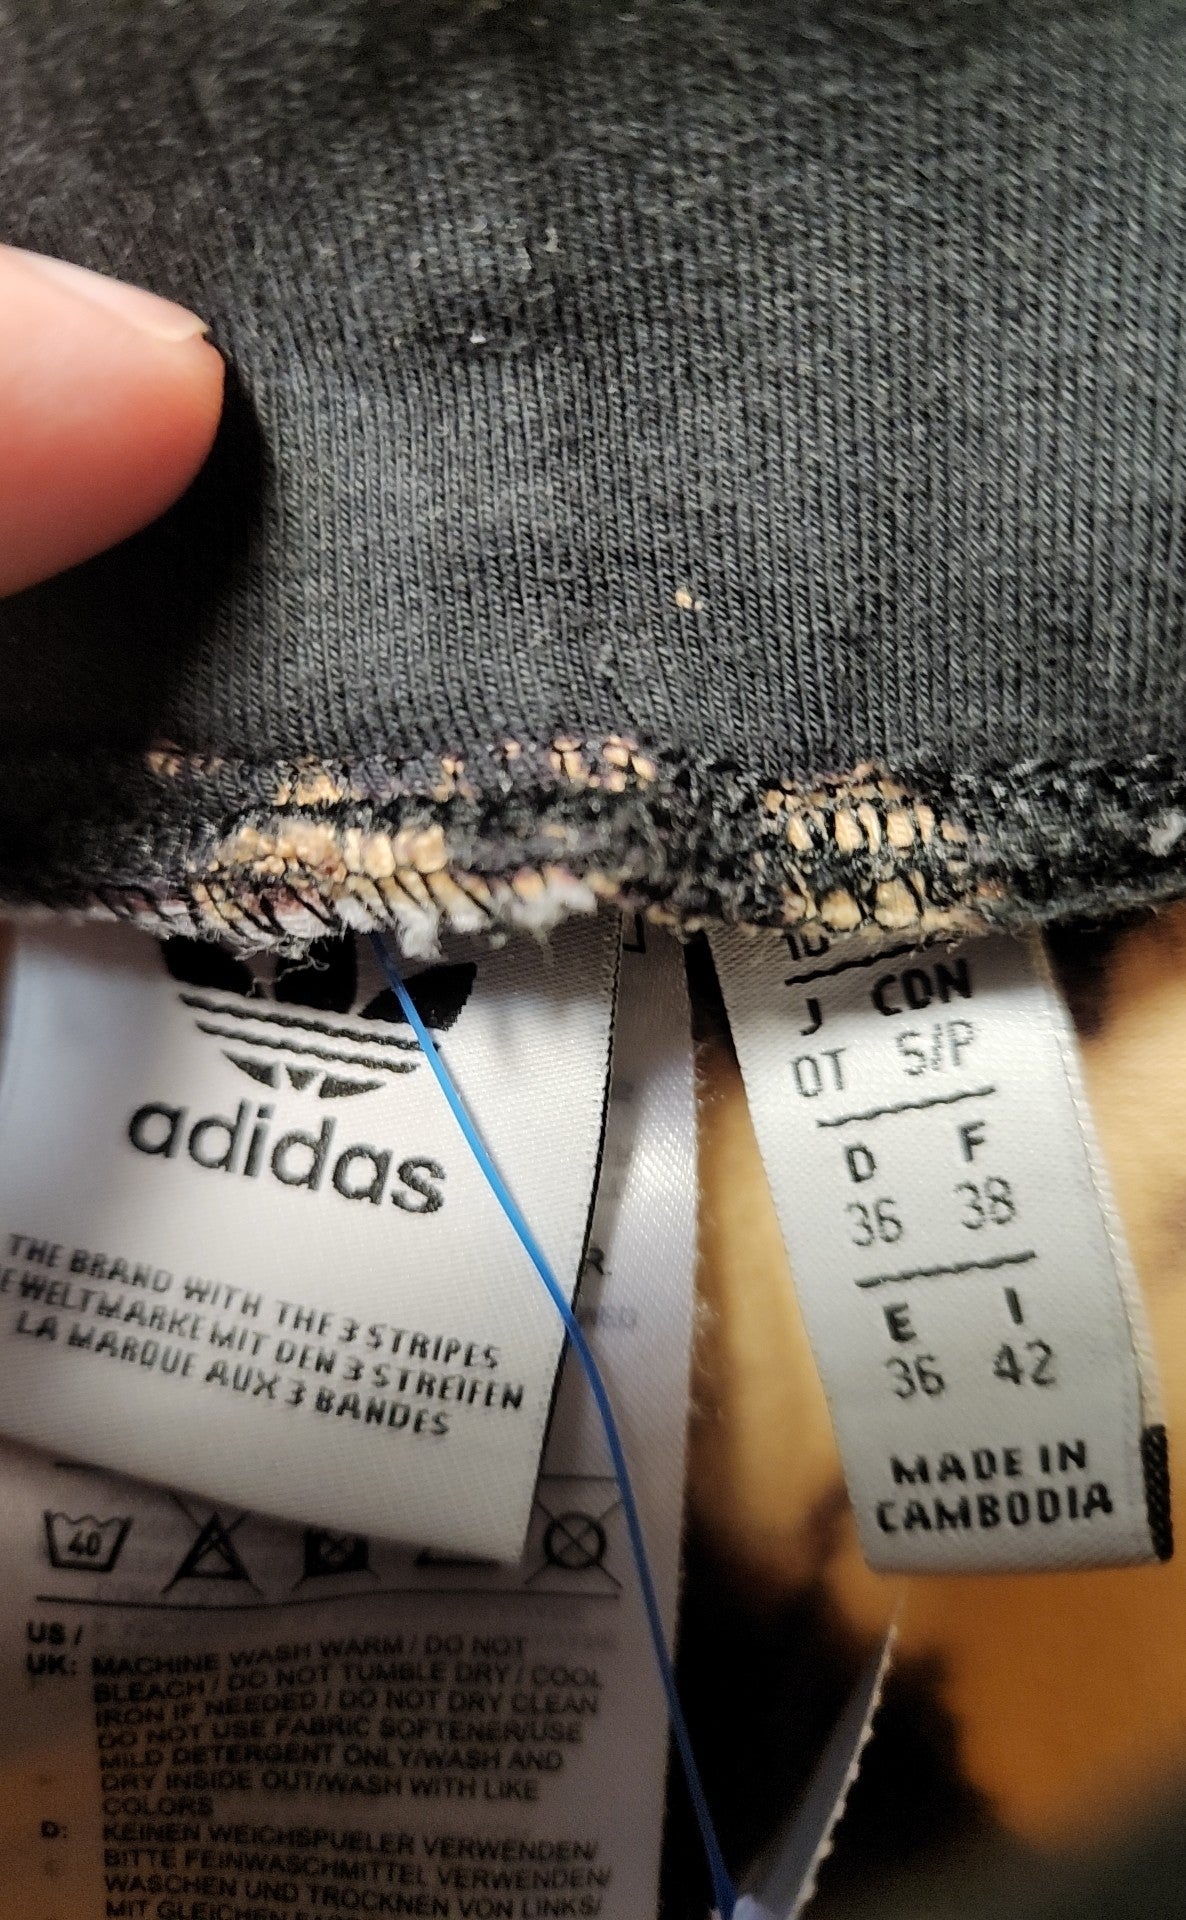 adidas
THE BRAND WITH THE 3 STRIPES
WELTMARKE MIT DEN 3 STREIFEN
LA MARQUE AUX 3 BANDES
40
US /
UK: MACHINE WASH WARM / DO NOT
BLEACH / DO NOT TUMBLE DRY / COOL
IRON IF NEEDED / DO NOT DRY CLEAN
DO NOT USE FABRIC SOFTENER/USE
MILD DETERGENT ONLY/WASH AND
DRY INSIDE OUT/WASH WITH LIKE
COLORS
D: KEINEN WEICHSPUELER VERWENDEN/
BITTE FEINWASCHMITTEL VERWENDEN/
WASCHEN UND TROCKNEN VON LINKS/
MIT GLEICHEN
R.
J CDN
OT S/P
D F
36 38
E I
36 42
MADE IN
CAMBODIA